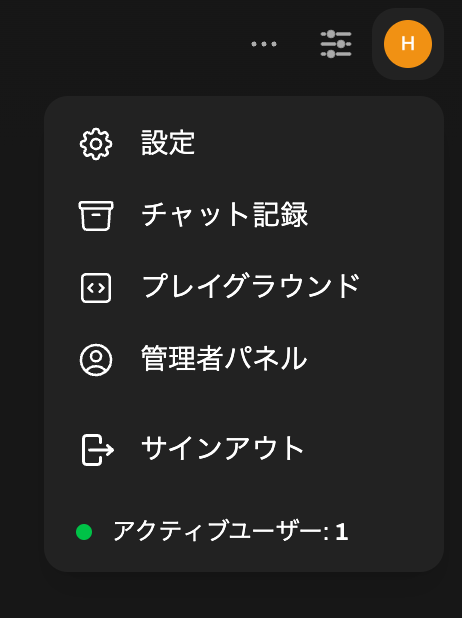 H
設定
チャット記録
プレイグラウンド
管理者パネル
サインアウト
アクティブユーザー: 1